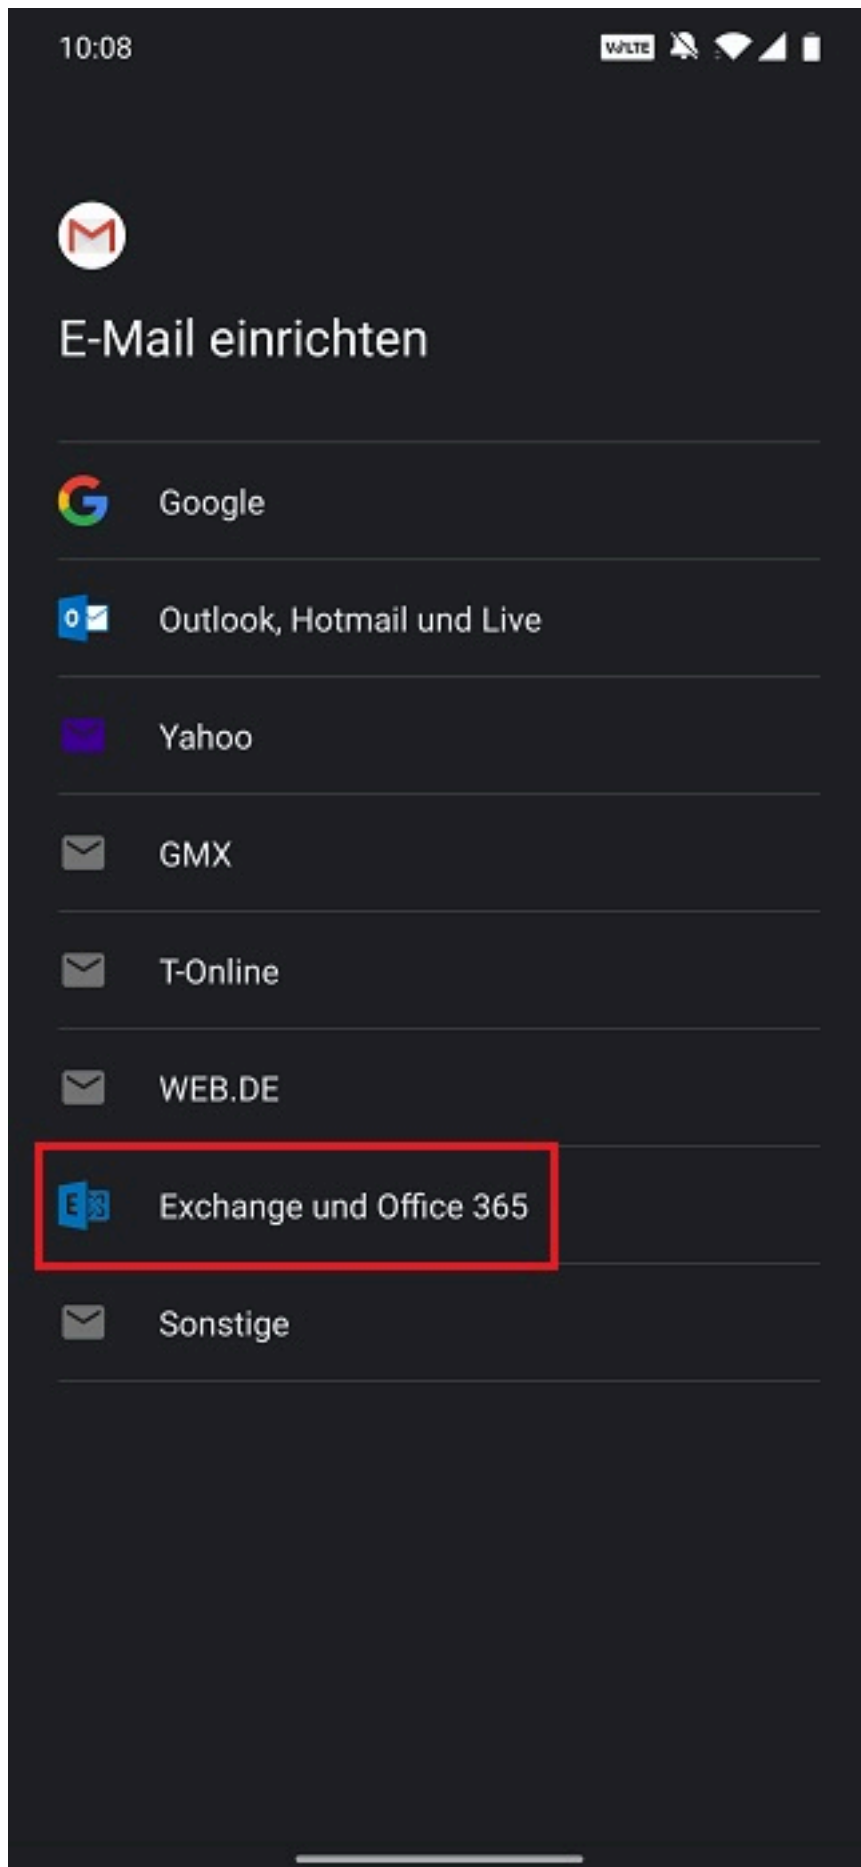 10:08
VoLTE
E-Mail einrichten
Google
Outlook, Hotmail und Live
Yahoo
GMX
T-Online
WEB.DE
Exchange und Office 365
Sonstige